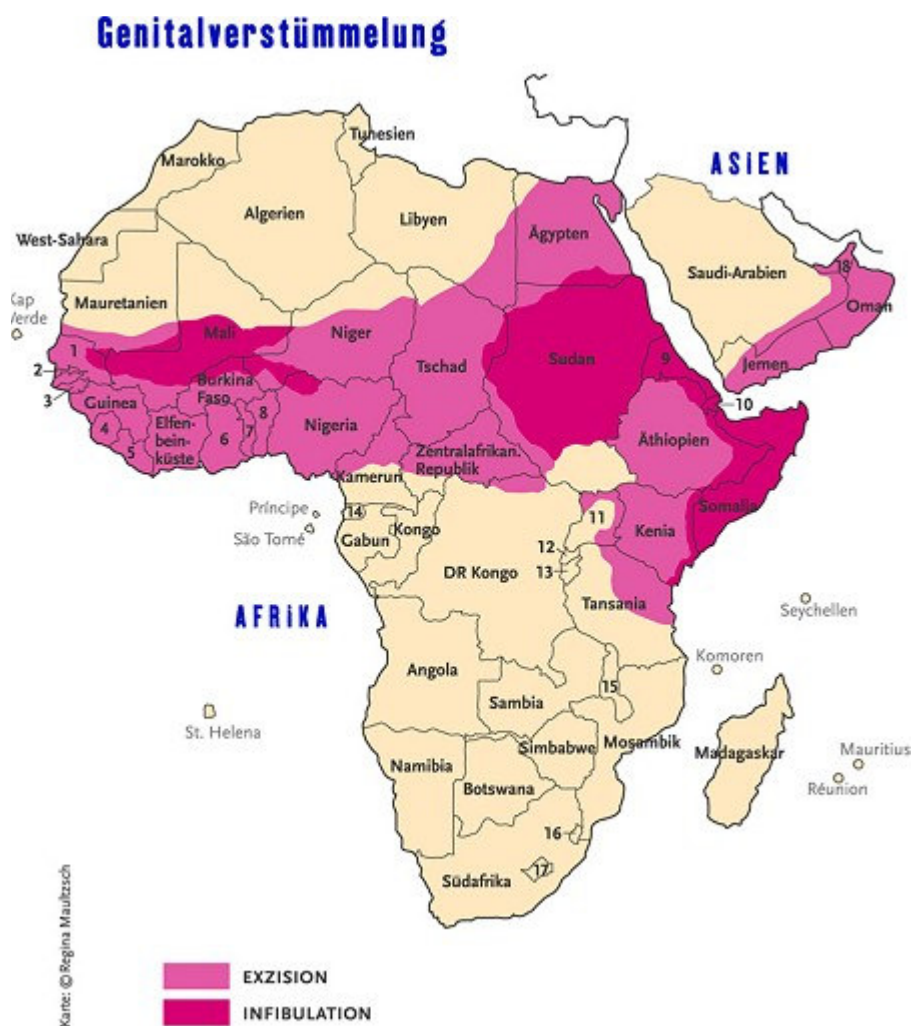 Genitalverstümmelung
Tunesien
Marokko
ASiEN
Algerien
Libyen
West-Sahara
Ägypten
Saudi-Arabien
18
Mauretanien
Kap
Verde
Oman
Mali
Niger
1
Sudan
9
Jemen
2
Tschad
3
Burkina
Faso
10
Guinea
8
4
Elfen-
bein-
küste
6
7
Nigeria
Äthiopien
5
Zentralafrikan.
Republik
Kamerun
Somalia
Príncipe
14
11
Kongo
Kenia
São Tomé
Gabun
12
DR Kongo
13
Tansania
Seychellen
AFRiKA
Komoren
Angola
15
Sambia
St. Helena
Simbabwe
Mosambik
Madagaskar
Mauritius
Namibia
Botswana
Réunion
16
17
Südafrika
Karte: © Regina Maultzsch
EXZISION
INFIBULATION